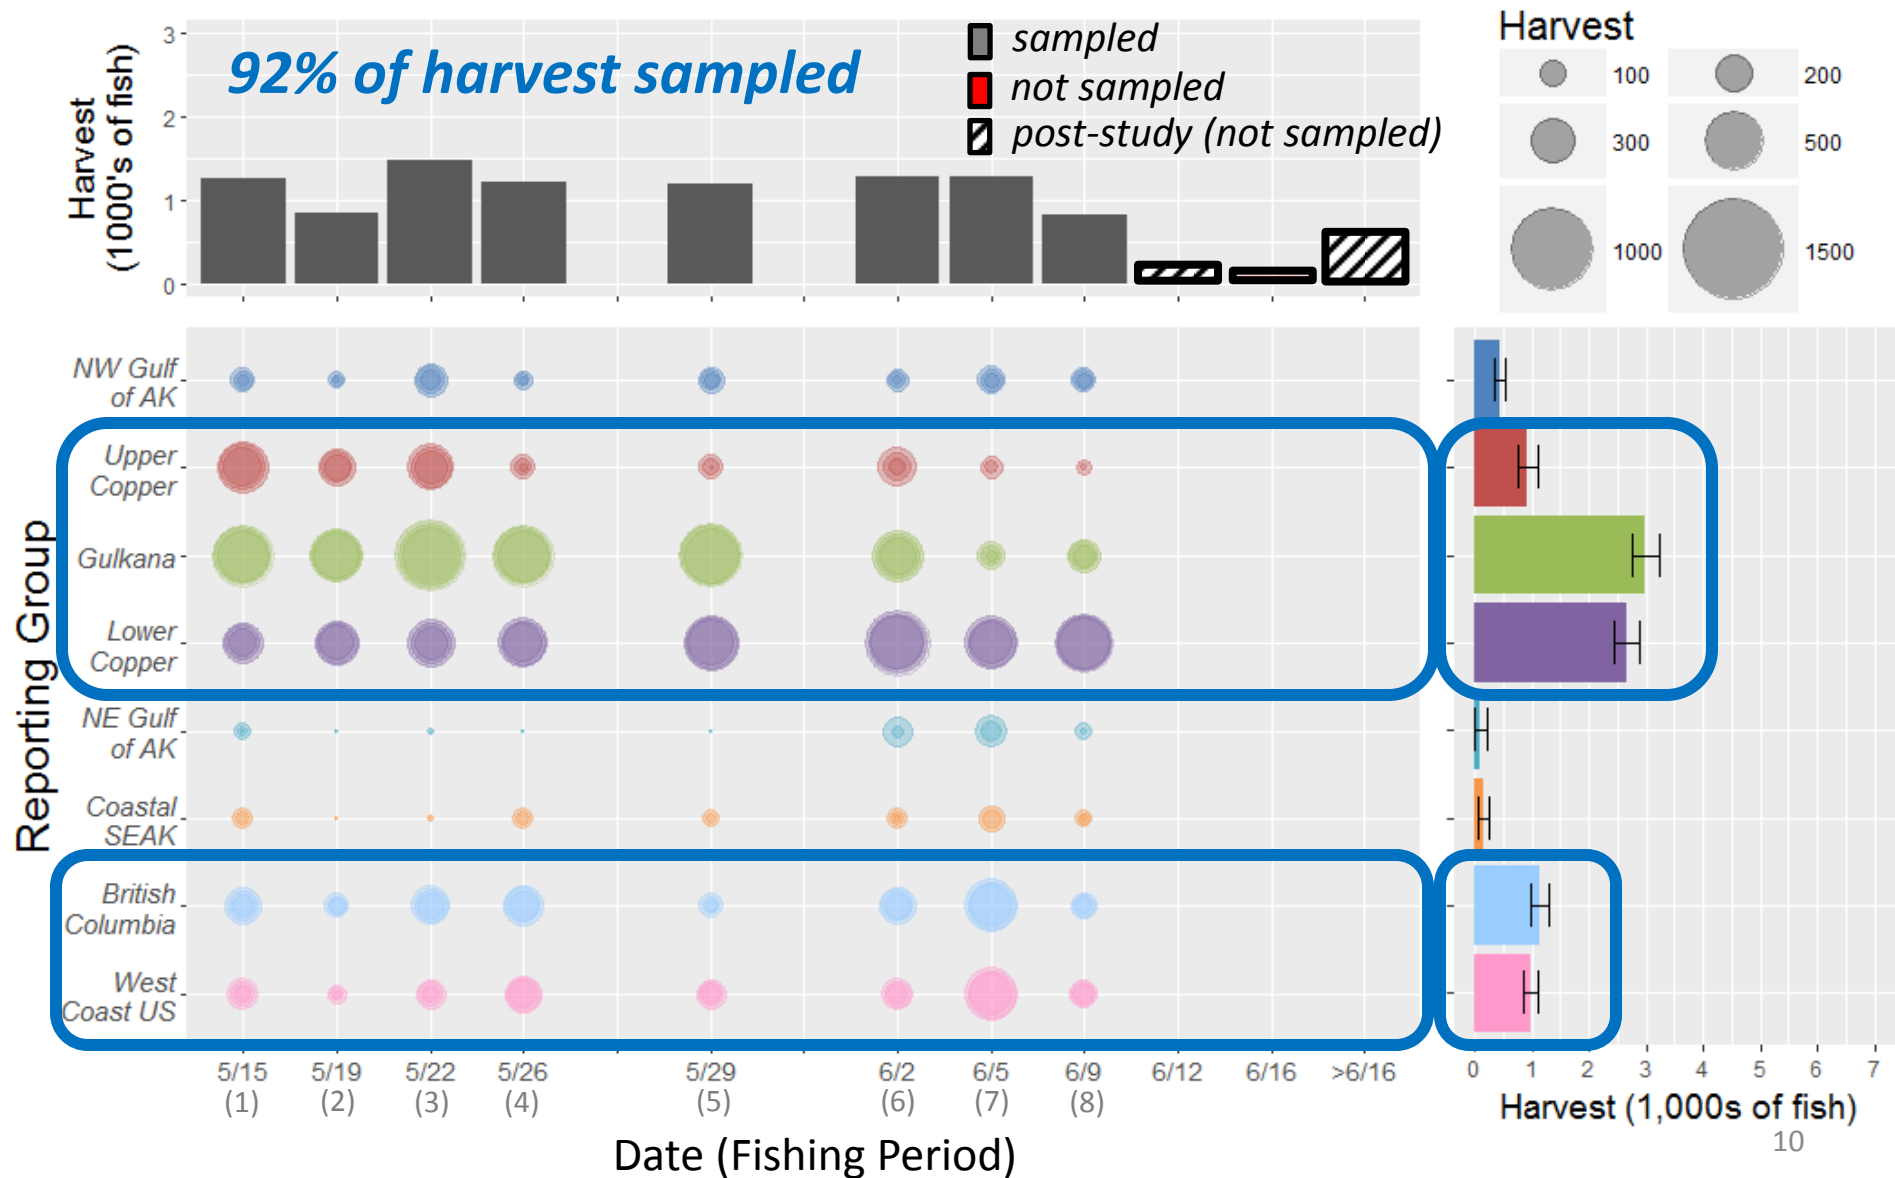 92% of harvest sampled
sampled
not sampled
post-study (not sampled)
Harvest
(1000's of fish)
3
2
1
0
Harvest
100
200
300
500
1000
1500
Reporting Group
NW Gulf
of AK
Upper
Copper
Gulkana
Lower
Copper
NE Gulf
of AK
Coastal
SEAK
British
Columbia
West
Coast US
5/15 5/19 5/22 5/26 5/29 6/2 6/5 6/9 6/12 6/16 >6/16
(1) (2) (3) (4) (5) (6) (7) (8)
Date (Fishing Period)
0 1 2 3 4 5 6 7
Harvest (1,000s of fish)
10